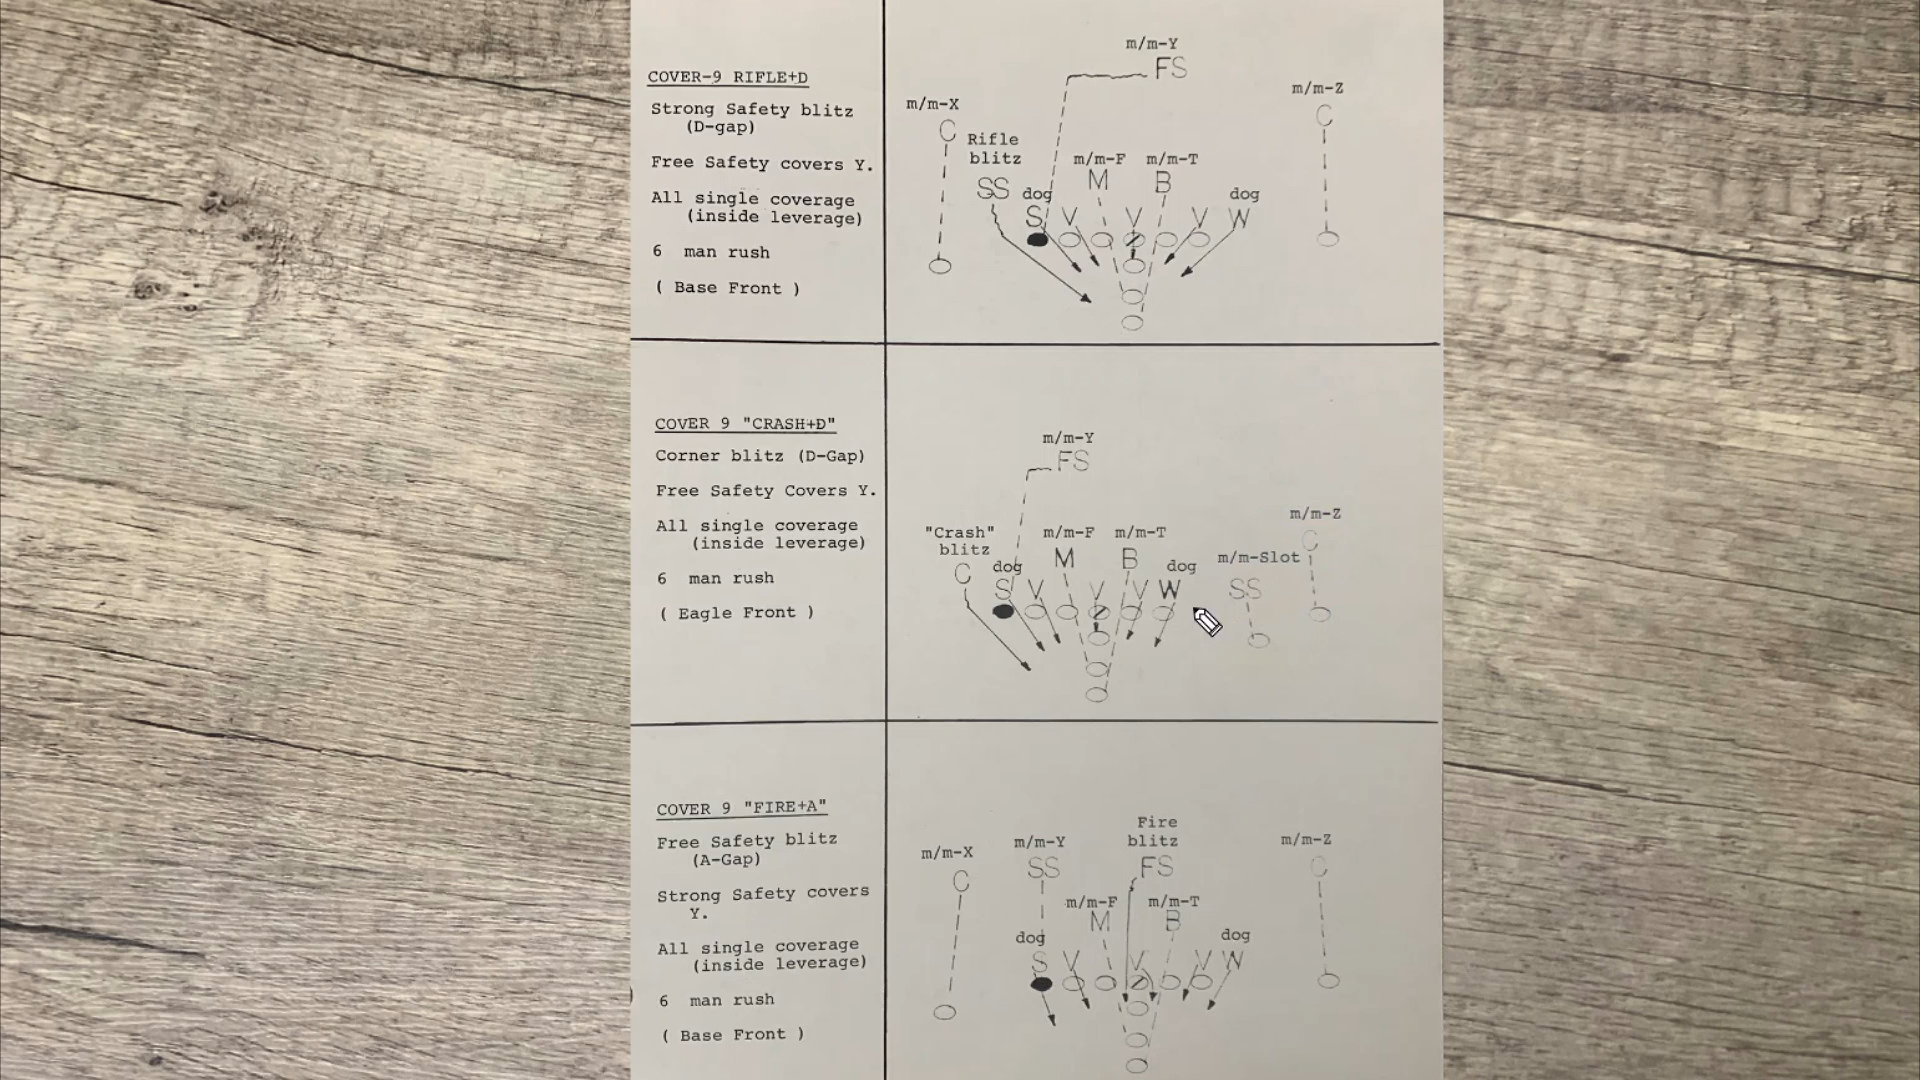 COVER-9 RIFLE+D
Strong Safety blitz
(D-gap)
Free Safety covers Y.
All single coverage
(inside leverage)
6 man rush
( Base Front )
m/m-Y
FS
m/m-X
C
m/m-Z
C
Rifle
blitz
SS
dog
S
m/m-F
M
m/m-T
B
dog
W
V V V
COVER 9 "CRASH+D"
Corner blitz (D-Gap)
Free Safety Covers Y.
All single coverage
(inside leverage)
6 man rush
( Eagle Front )
m/m-Y
FS
"Crash"
blitz
C
dog
S
m/m-F
M
m/m-T
B
dog
W
m/m-Slot
SS
m/m-Z
C
V V V
COVER 9 "FIRE+A"
Free Safety blitz
(A-Gap)
Strong Safety covers
Y.
All single coverage
(inside leverage)
6 man rush
( Base Front )
m/m-X
C
m/m-Y
SS
Fire
blitz
FS
m/m-Z
C
m/m-F
M
m/m-T
B
dog
S
dog
W
V V V